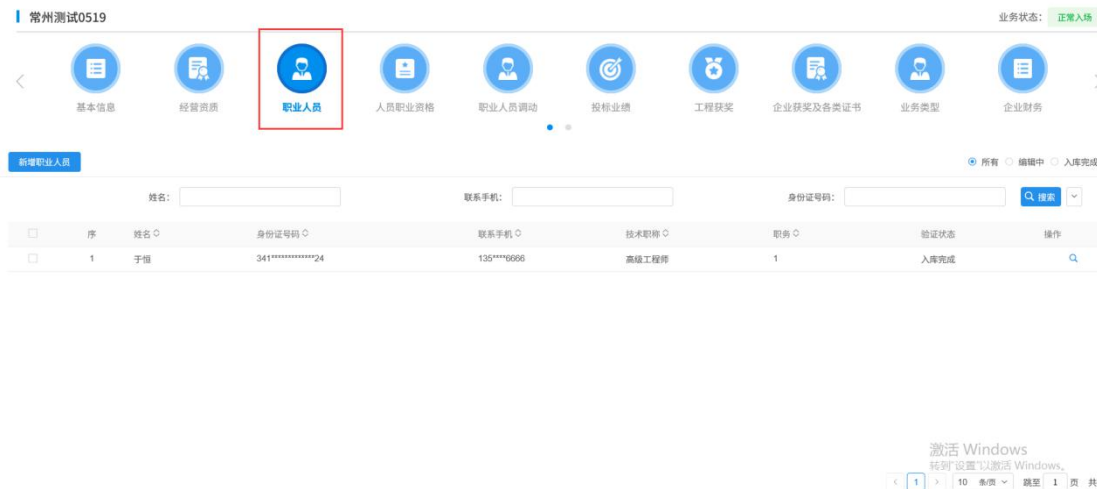 常州测试0519 业务状态： 正常入场
基本信息 经营资质 职业人员 人员职业资格 职业人员调动 投标业绩 工程获奖 企业获奖及各类证书 业务类型 企业财务
新增职业人员 所有 编辑中 入库完成
姓名： 联系手机： 身份证号码： 搜索
序 姓名 身份证号码 联系手机 技术职称 职务 验证状态 操作
1 于恒 341*************24 135****6666 高级工程师 1 入库完成
激活 Windows
转到"设置"以激活 Windows。
1 10 条/页 跳至 1 页 共